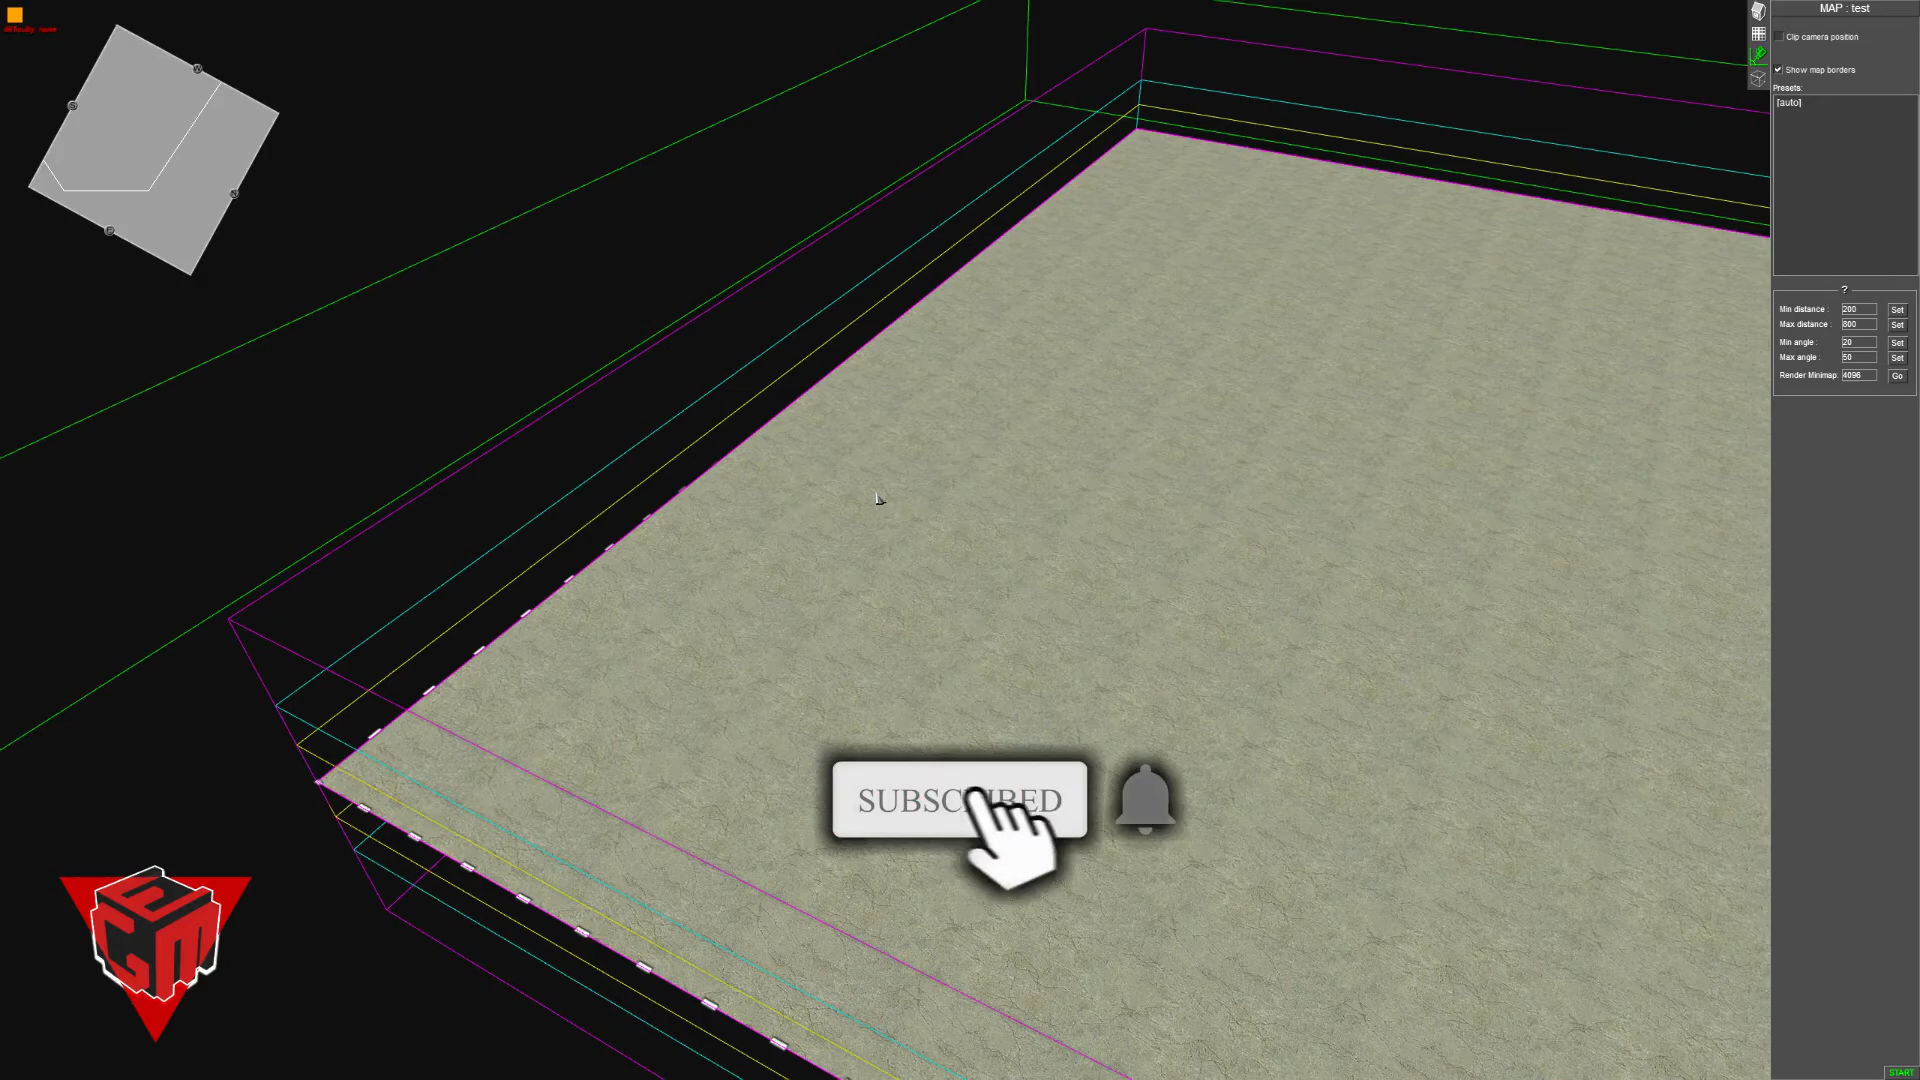 MAP : test
Clip camera position
Show map borders
Presets:
[auto]
?
Min distance : 200 Set
Max distance : 800 Set
Min angle : 20 Set
Max angle : 50 Set
Render Minimap: 4096 Go
W
S
N
E
SUBSCRIBED
EGM
START